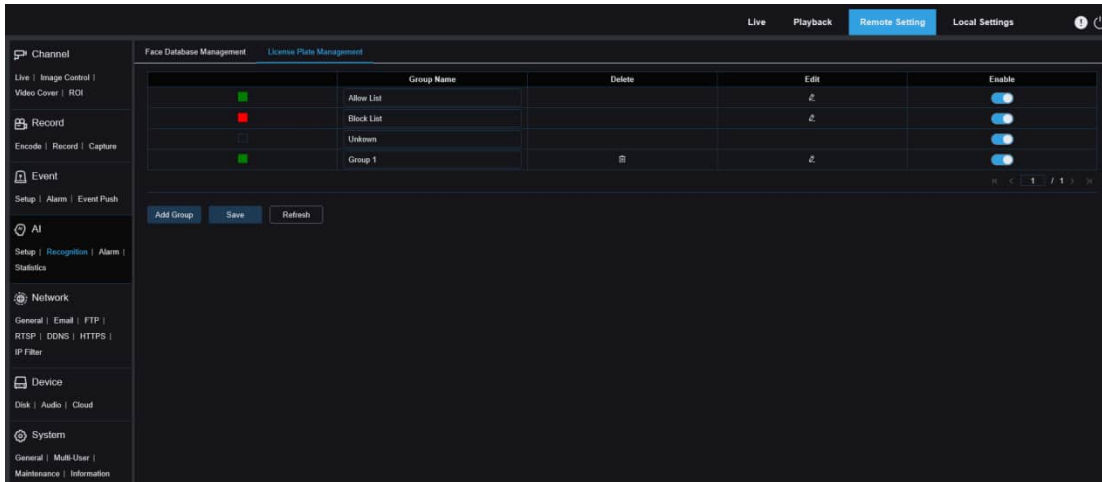 Live Playback Remote Setting Local Settings
Channel
Live | Image Control |
Video Cover | ROI
Record
Encode | Record | Capture
Event
Setup | Alarm | Event Push
AI
Setup | Recognition | Alarm |
Statistics
Network
General | Email | FTP |
RTSP | DDNS | HTTPS |
IP Filter
Device
Disk | Audio | Cloud
System
General | Multi-User |
Maintenance | Information
Face Database Management License Plate Management
Group Name Delete Edit Enable
Allow List
Block List
Unkown
Group 1
1 / 1
Add Group Save Refresh